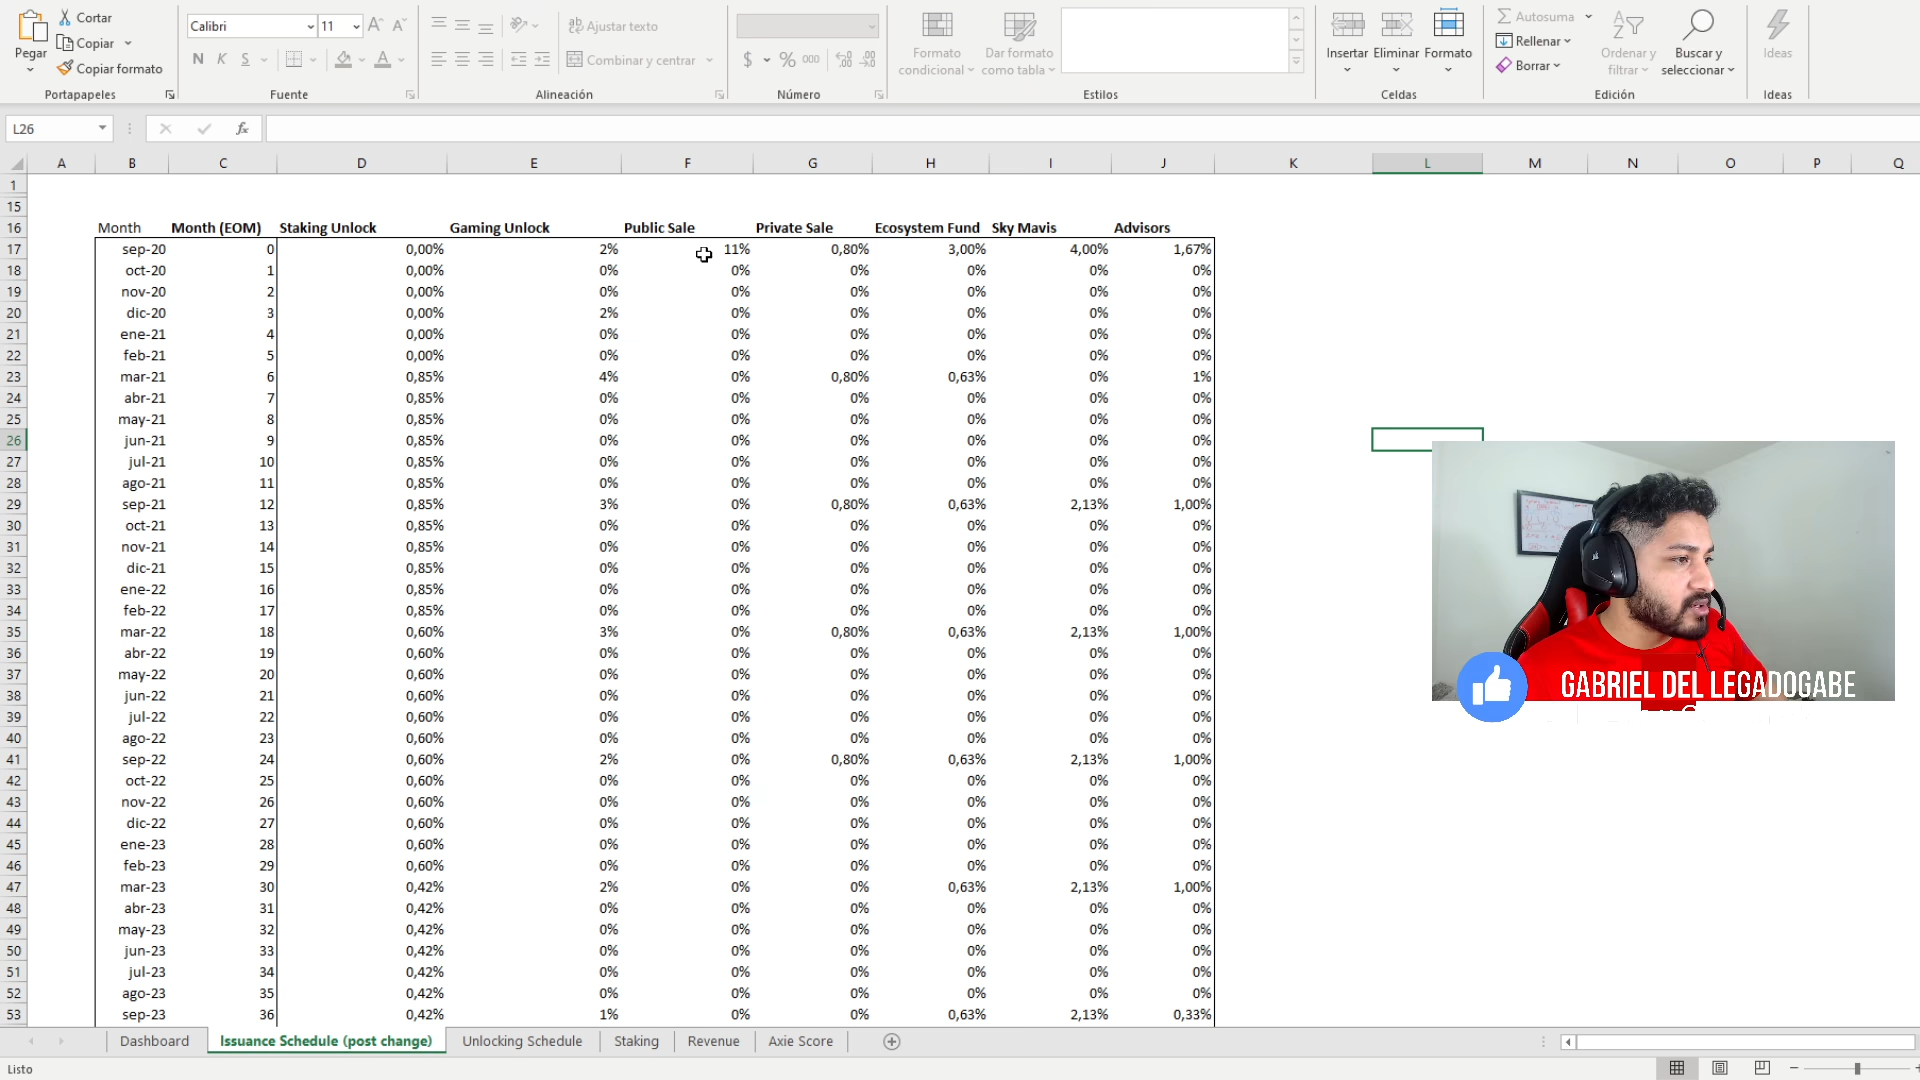 Cortar
Copiar
Copiar formato
Pegar
Portapapeles
Calibri 11
N K S
Fuente
Ajustar texto
Combinar y centrar
Alineación
$ % 000
Número
Formato condicional
Dar formato como tabla
Estilos
Insertar Eliminar Formato
Celdas
Autosuma
Rellenar
Borrar
Ordenar y filtrar
Buscar y seleccionar
Edición
Ideas
Ideas
L26 fx
A B C D E F G H I J K L M N O P Q
1
15
16 Month Month (EOM) Staking Unlock Gaming Unlock Public Sale Private Sale Ecosystem Fund Sky Mavis Advisors
17 sep-20 0 0,00% 2% 11% 0,80% 3,00% 4,00% 1,67%
18 oct-20 1 0,00% 0% 0% 0% 0% 0% 0%
19 nov-20 2 0,00% 0% 0% 0% 0% 0% 0%
20 dic-20 3 0,00% 2% 0% 0% 0% 0% 0%
21 ene-21 4 0,00% 0% 0% 0% 0% 0% 0%
22 feb-21 5 0,00% 0% 0% 0% 0% 0% 0%
23 mar-21 6 0,85% 4% 0% 0,80% 0,63% 0% 1%
24 abr-21 7 0,85% 0% 0% 0% 0% 0% 0%
25 may-21 8 0,85% 0% 0% 0% 0% 0% 0%
26 jun-21 9 0,85% 0% 0% 0% 0% 0% 0%
27 jul-21 10 0,85% 0% 0% 0% 0% 0% 0%
28 ago-21 11 0,85% 0% 0% 0% 0% 0% 0%
29 sep-21 12 0,85% 3% 0% 0,80% 0,63% 2,13% 1,00%
30 oct-21 13 0,85% 0% 0% 0% 0% 0% 0%
31 nov-21 14 0,85% 0% 0% 0% 0% 0% 0%
32 dic-21 15 0,85% 0% 0% 0% 0% 0% 0%
33 ene-22 16 0,85% 0% 0% 0% 0% 0% 0%
34 feb-22 17 0,85% 0% 0% 0% 0% 0% 0%
35 mar-22 18 0,60% 3% 0% 0,80% 0,63% 2,13% 1,00%
36 abr-22 19 0,60% 0% 0% 0% 0% 0% 0%
37 may-22 20 0,60% 0% 0% 0% 0% 0% 0%
38 jun-22 21 0,60% 0% 0% 0% 0% 0% 0%
39 jul-22 22 0,60% 0% 0% 0% 0% 0% 0%
40 ago-22 23 0,60% 0% 0% 0% 0% 0% 0%
41 sep-22 24 0,60% 2% 0% 0,80% 0,63% 2,13% 1,00%
42 oct-22 25 0,60% 0% 0% 0% 0% 0% 0%
43 nov-22 26 0,60% 0% 0% 0% 0% 0% 0%
44 dic-22 27 0,60% 0% 0% 0% 0% 0% 0%
45 ene-23 28 0,60% 0% 0% 0% 0% 0% 0%
46 feb-23 29 0,60% 0% 0% 0% 0% 0% 0%
47 mar-23 30 0,42% 2% 0% 0% 0,63% 2,13% 1,00%
48 abr-23 31 0,42% 0% 0% 0% 0% 0% 0%
49 may-23 32 0,42% 0% 0% 0% 0% 0% 0%
50 jun-23 33 0,42% 0% 0% 0% 0% 0% 0%
51 jul-23 34 0,42% 0% 0% 0% 0% 0% 0%
52 ago-23 35 0,42% 0% 0% 0% 0% 0% 0%
53 sep-23 36 0,42% 1% 0% 0% 0,63% 2,13% 0,33%
GABRIEL DEL LEGADOGABE
Dashboard Issuance Schedule (post change) Unlocking Schedule Staking Revenue Axie Score
Listo